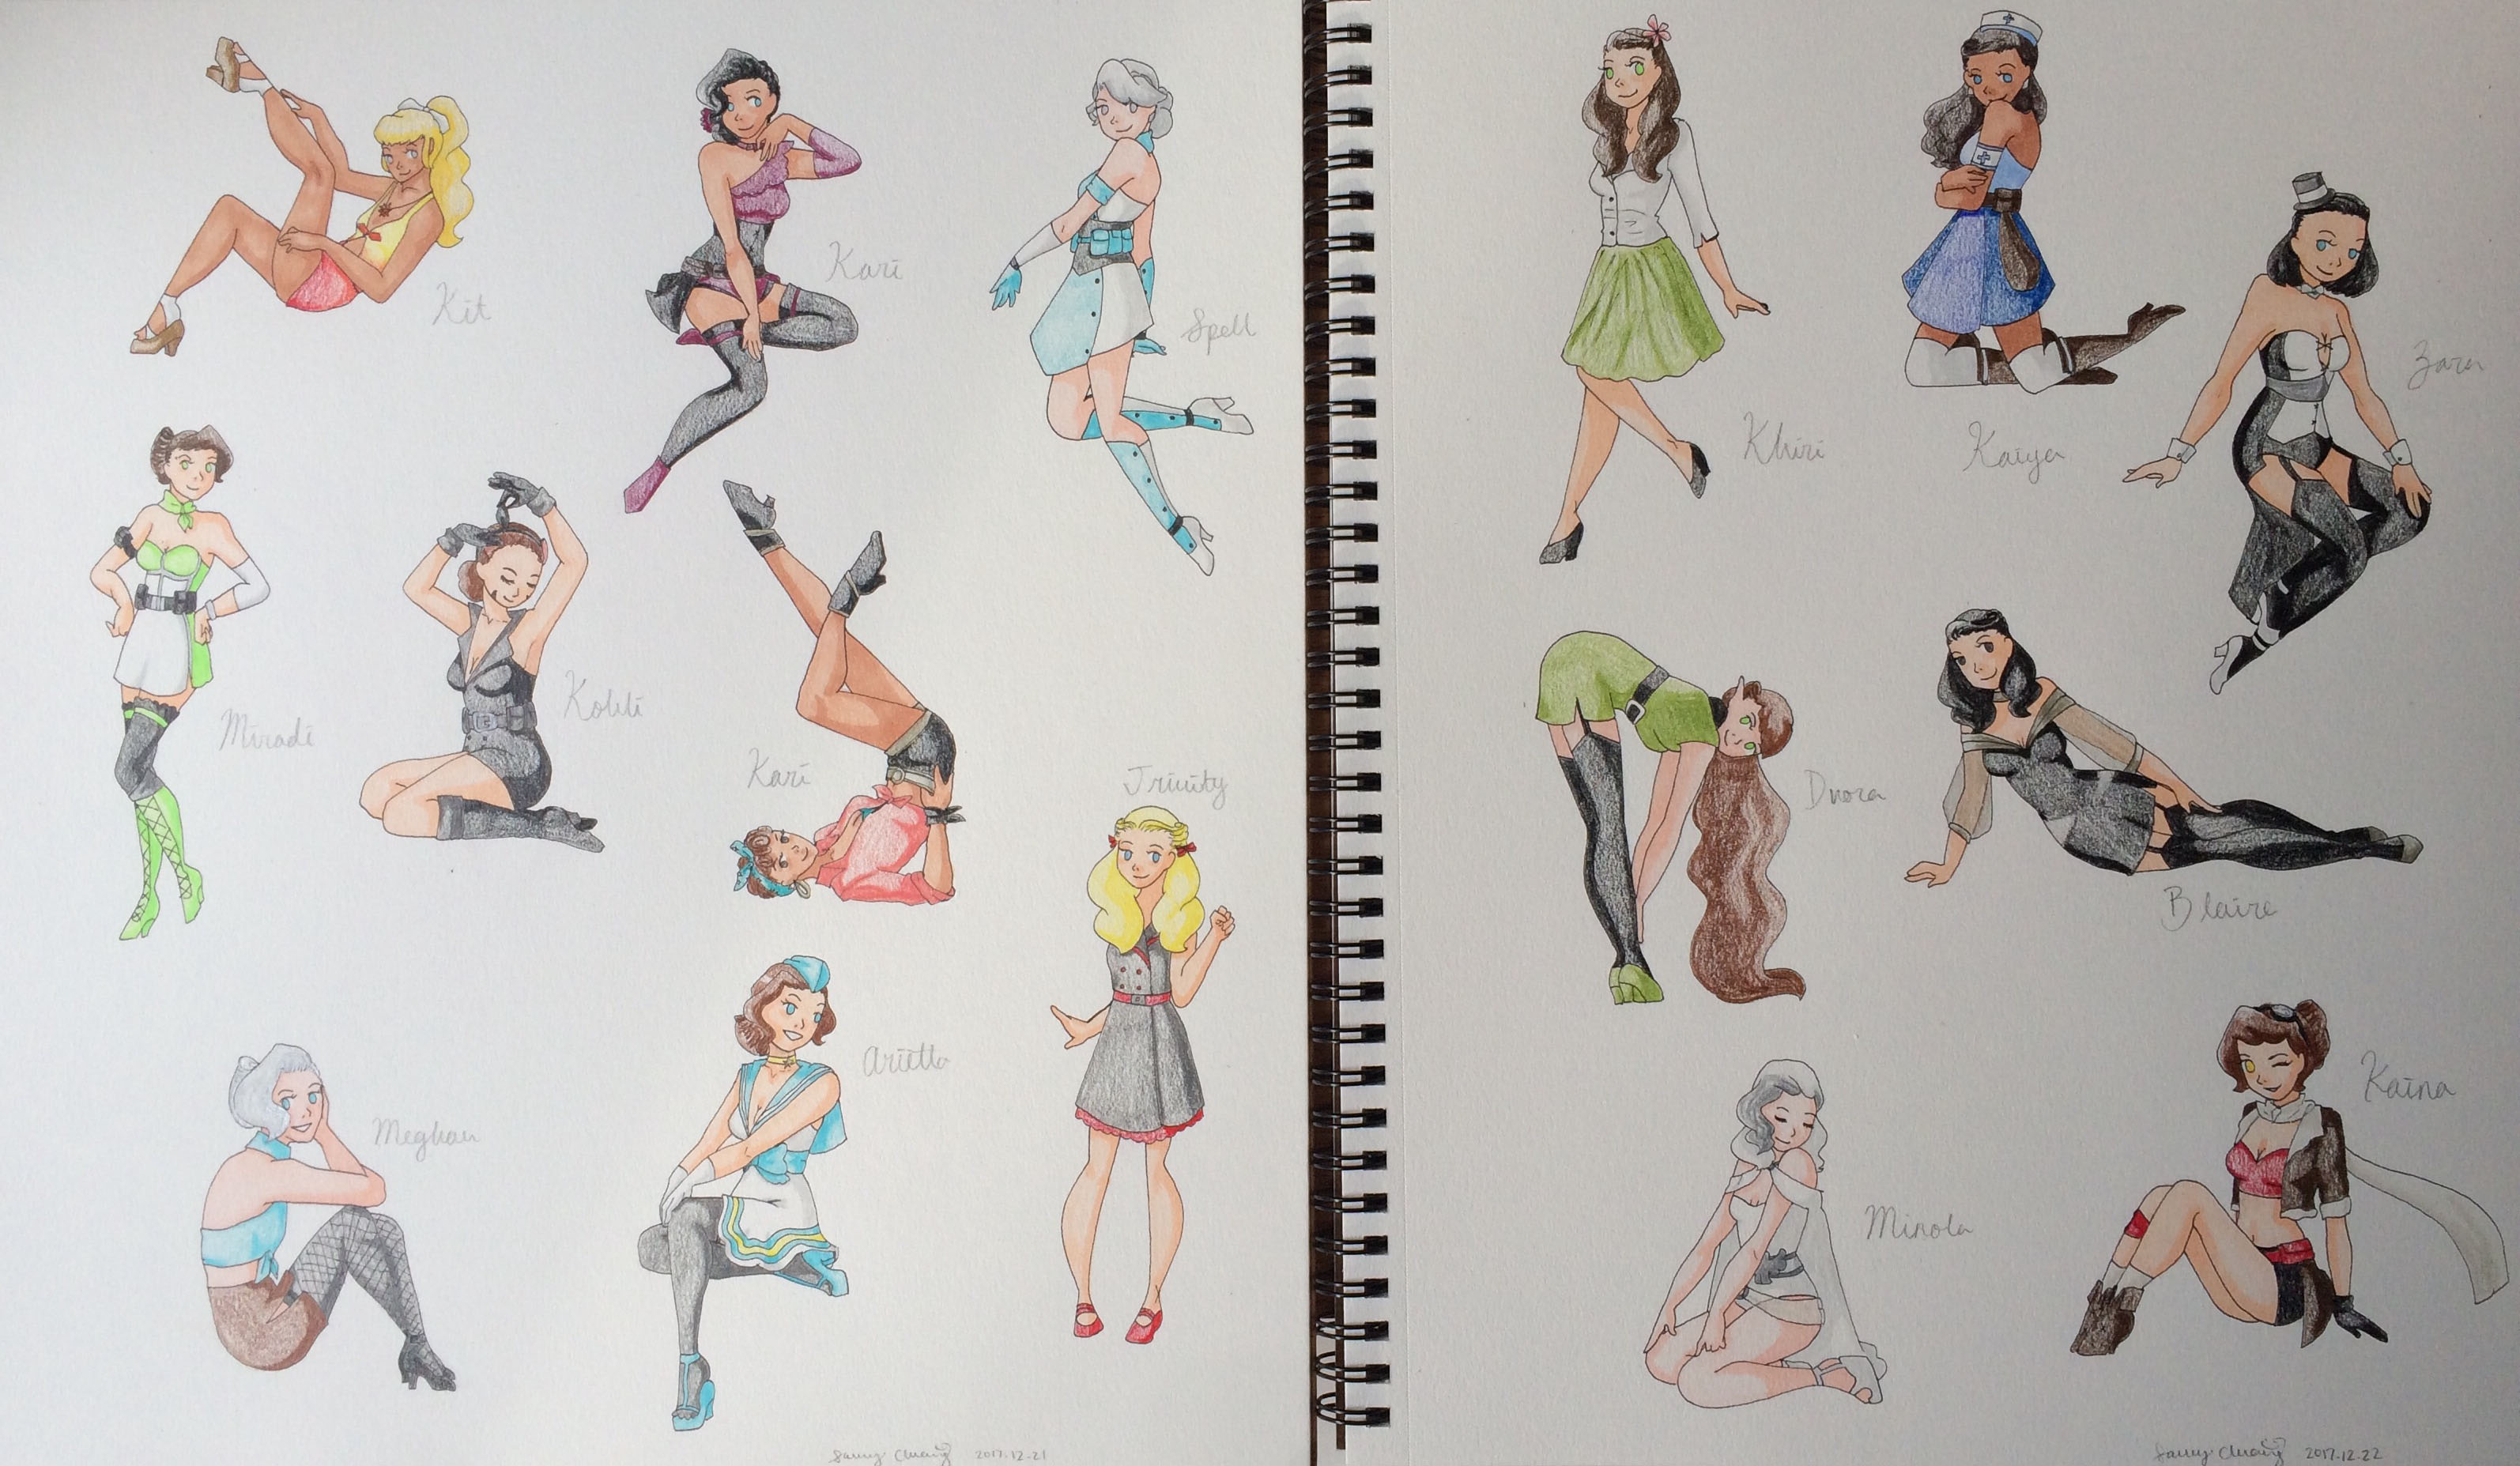 Kit
Kari
Spell
Miradi
Kohli
Kari
Trinity
Meghan
Arietta
2017.12.21
Khiri
Kaiya
Zara
Dnora
Blaire
Minola
Kaina
2017.12.22